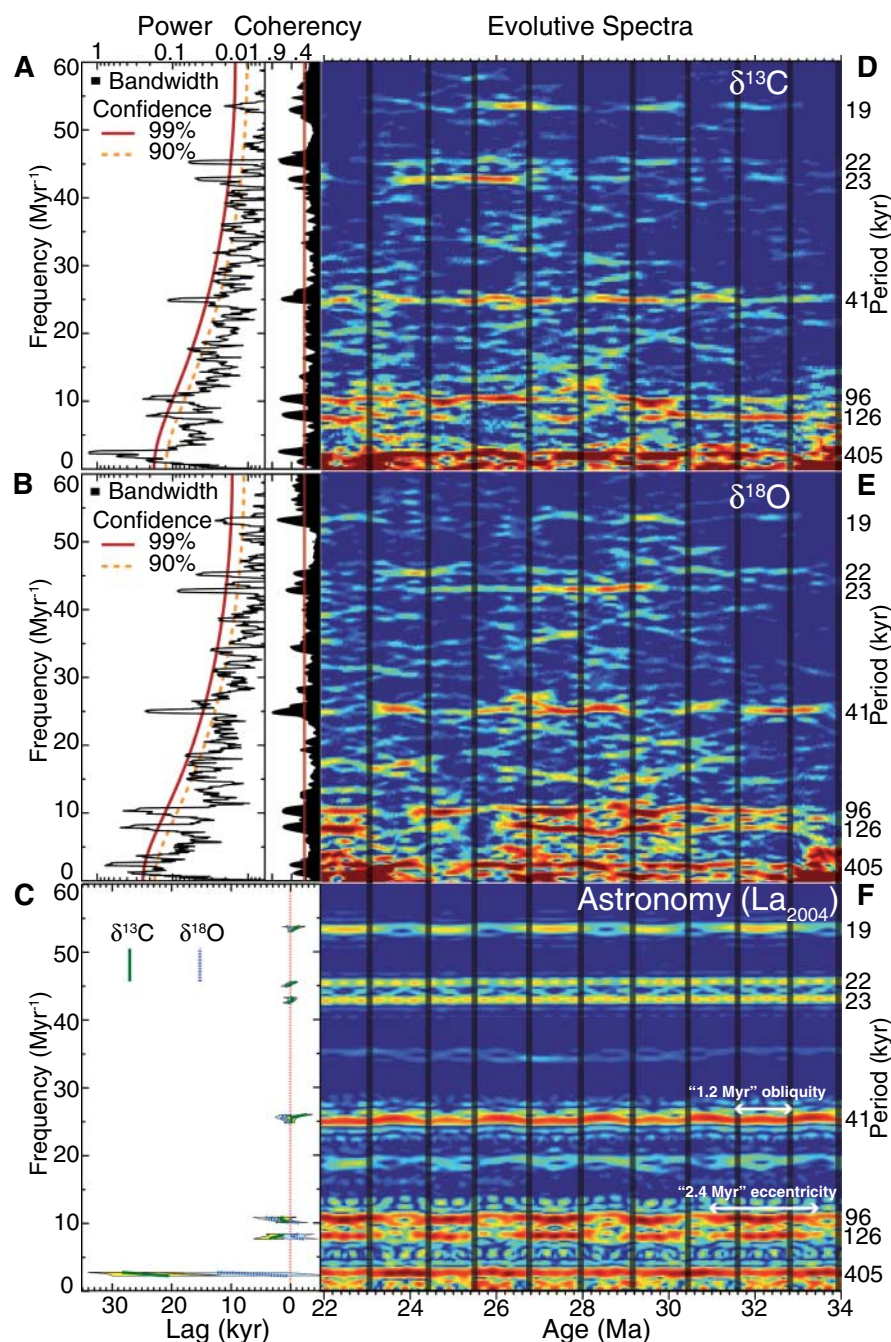 Power Coherency Evolutive Spectra
1 0.1 0.01 .9 .4
A
60
50
40
30
20
10
0
Frequency (Myr⁻¹)
Bandwidth
Confidence
99%
90%
D
δ¹³C
19
22
23
41
96
126
405
Period (kyr)
B
60
50
40
30
20
10
0
Frequency (Myr⁻¹)
Bandwidth
Confidence
99%
90%
E
δ¹⁸O
19
22
23
41
96
126
405
Period (kyr)
C
60
50
40
30
20
10
0
Frequency (Myr⁻¹)
δ¹³C δ¹⁸O
F
Astronomy (La₂₀₀₄)
"1.2 Myr" obliquity
"2.4 Myr" eccentricity
19
22
23
41
96
126
405
Period (kyr)
30 20 10 0 22 24 26 28 30 32 34
Lag (kyr) Age (Ma)